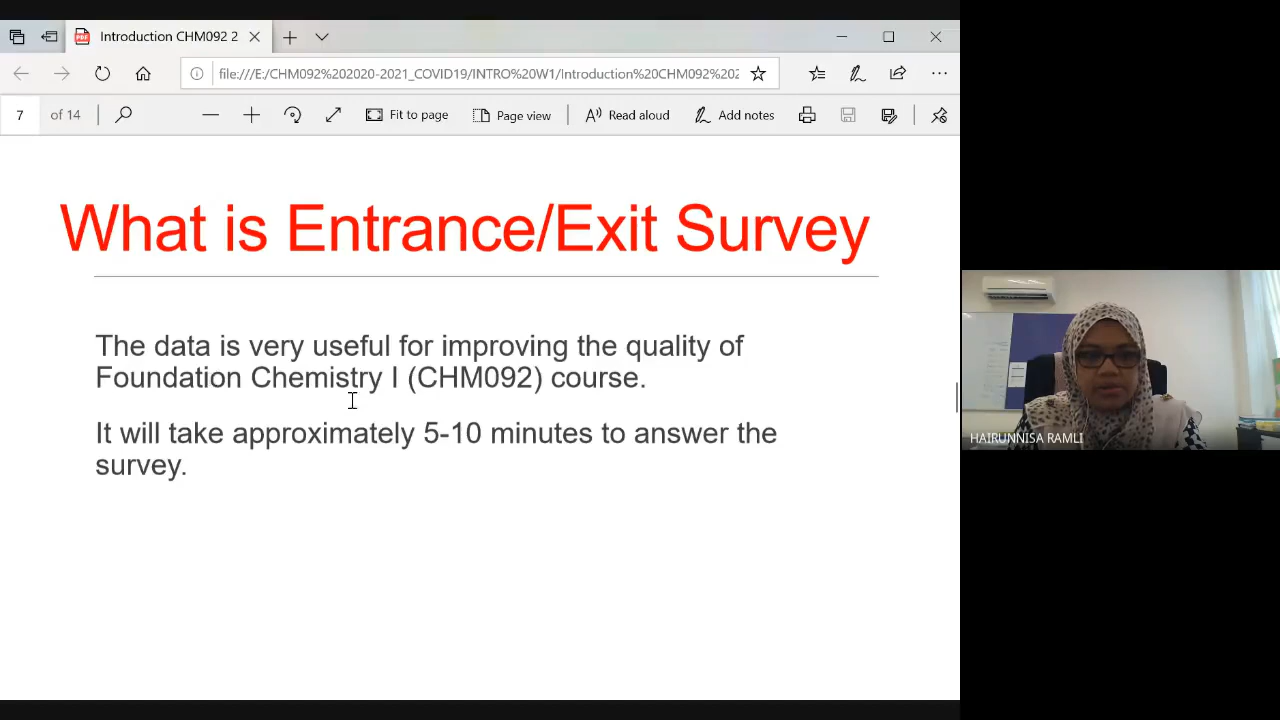 Introduction CHM092 2
file:///E:/CHM092%202020-2021_COVID19/INTRO%20W1/Introduction%20CHM092%202
7 of 14
Fit to page
Page view
Read aloud
Add notes
What is Entrance/Exit Survey
The data is very useful for improving the quality of
Foundation Chemistry I (CHM092) course.
It will take approximately 5-10 minutes to answer the
survey.
HAIRUNNISA RAMLI